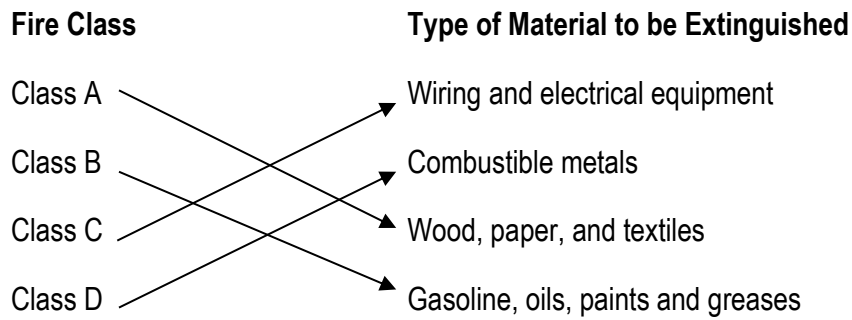 Fire Class Type of Material to be Extinguished
Class A Wiring and electrical equipment
Class B Combustible metals
Class C Wood, paper, and textiles
Class D Gasoline, oils, paints and greases